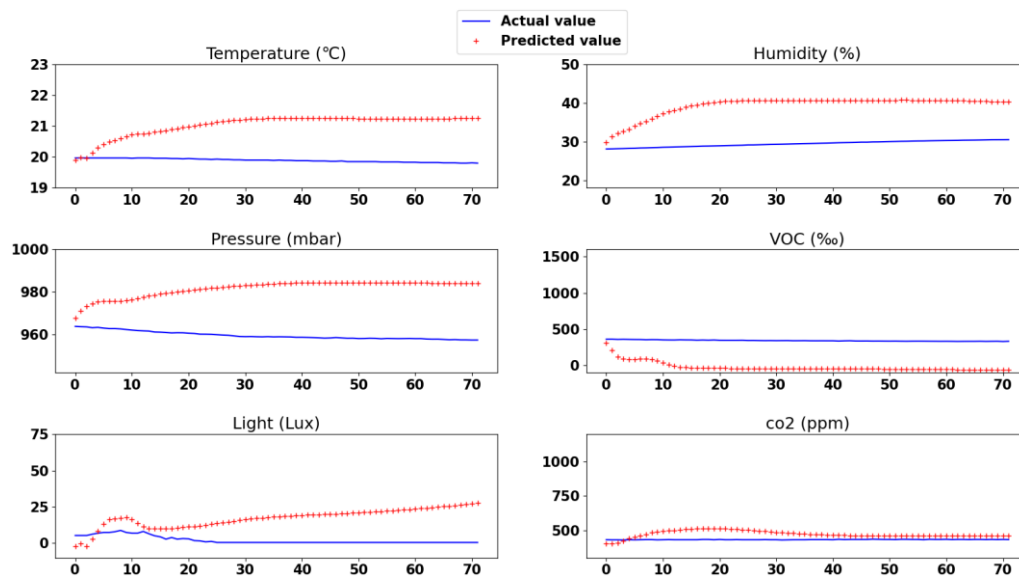 Actual value
Predicted value
Temperature (℃)
23
22
21
20
19
0 10 20 30 40 50 60 70
Humidity (%)
50
40
30
20
0 10 20 30 40 50 60 70
Pressure (mbar)
1000
980
960
0 10 20 30 40 50 60 70
VOC (‰)
1500
1000
500
0
0 10 20 30 40 50 60 70
Light (Lux)
75
50
25
0
0 10 20 30 40 50 60 70
co2 (ppm)
1000
750
500
0 10 20 30 40 50 60 70